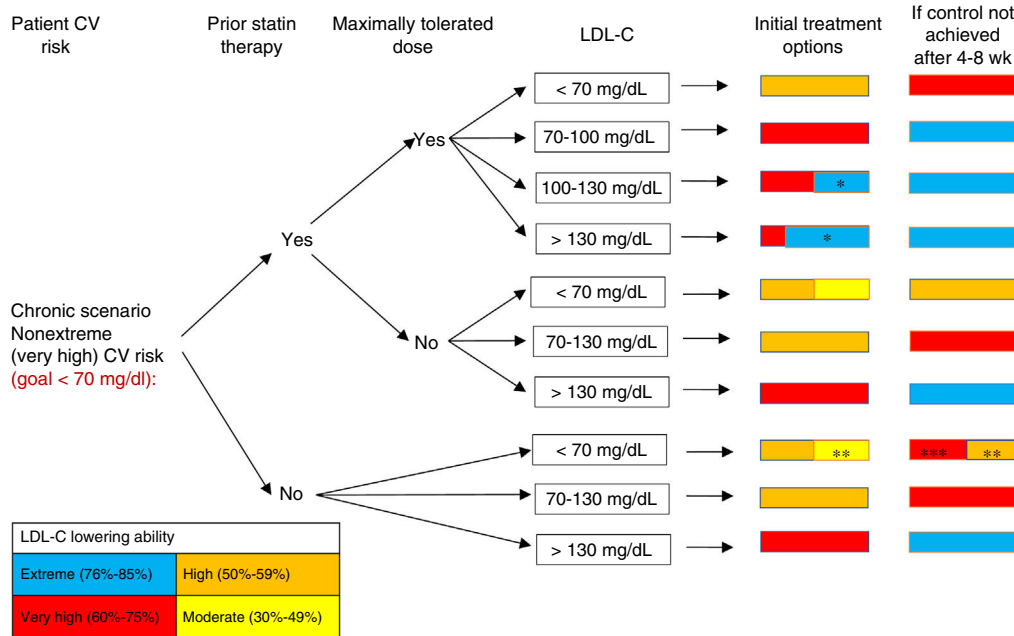 Patient CV
risk
Prior statin
therapy
Maximally tolerated
dose
LDL-C
Initial treatment
options
If control not
achieved
after 4-8 wk
Chronic scenario
Nonextreme
(very high) CV risk
(goal < 70 mg/dl):
Yes
Yes
< 70 mg/dL
70-100 mg/dL
100-130 mg/dL
*
> 130 mg/dL
*
No
< 70 mg/dL
70-130 mg/dL
> 130 mg/dL
No
< 70 mg/dL
**
***
**
70-130 mg/dL
> 130 mg/dL
LDL-C lowering ability
Extreme (76%-85%)
High (50%-59%)
Very high (60%-75%)
Moderate (30%-49%)